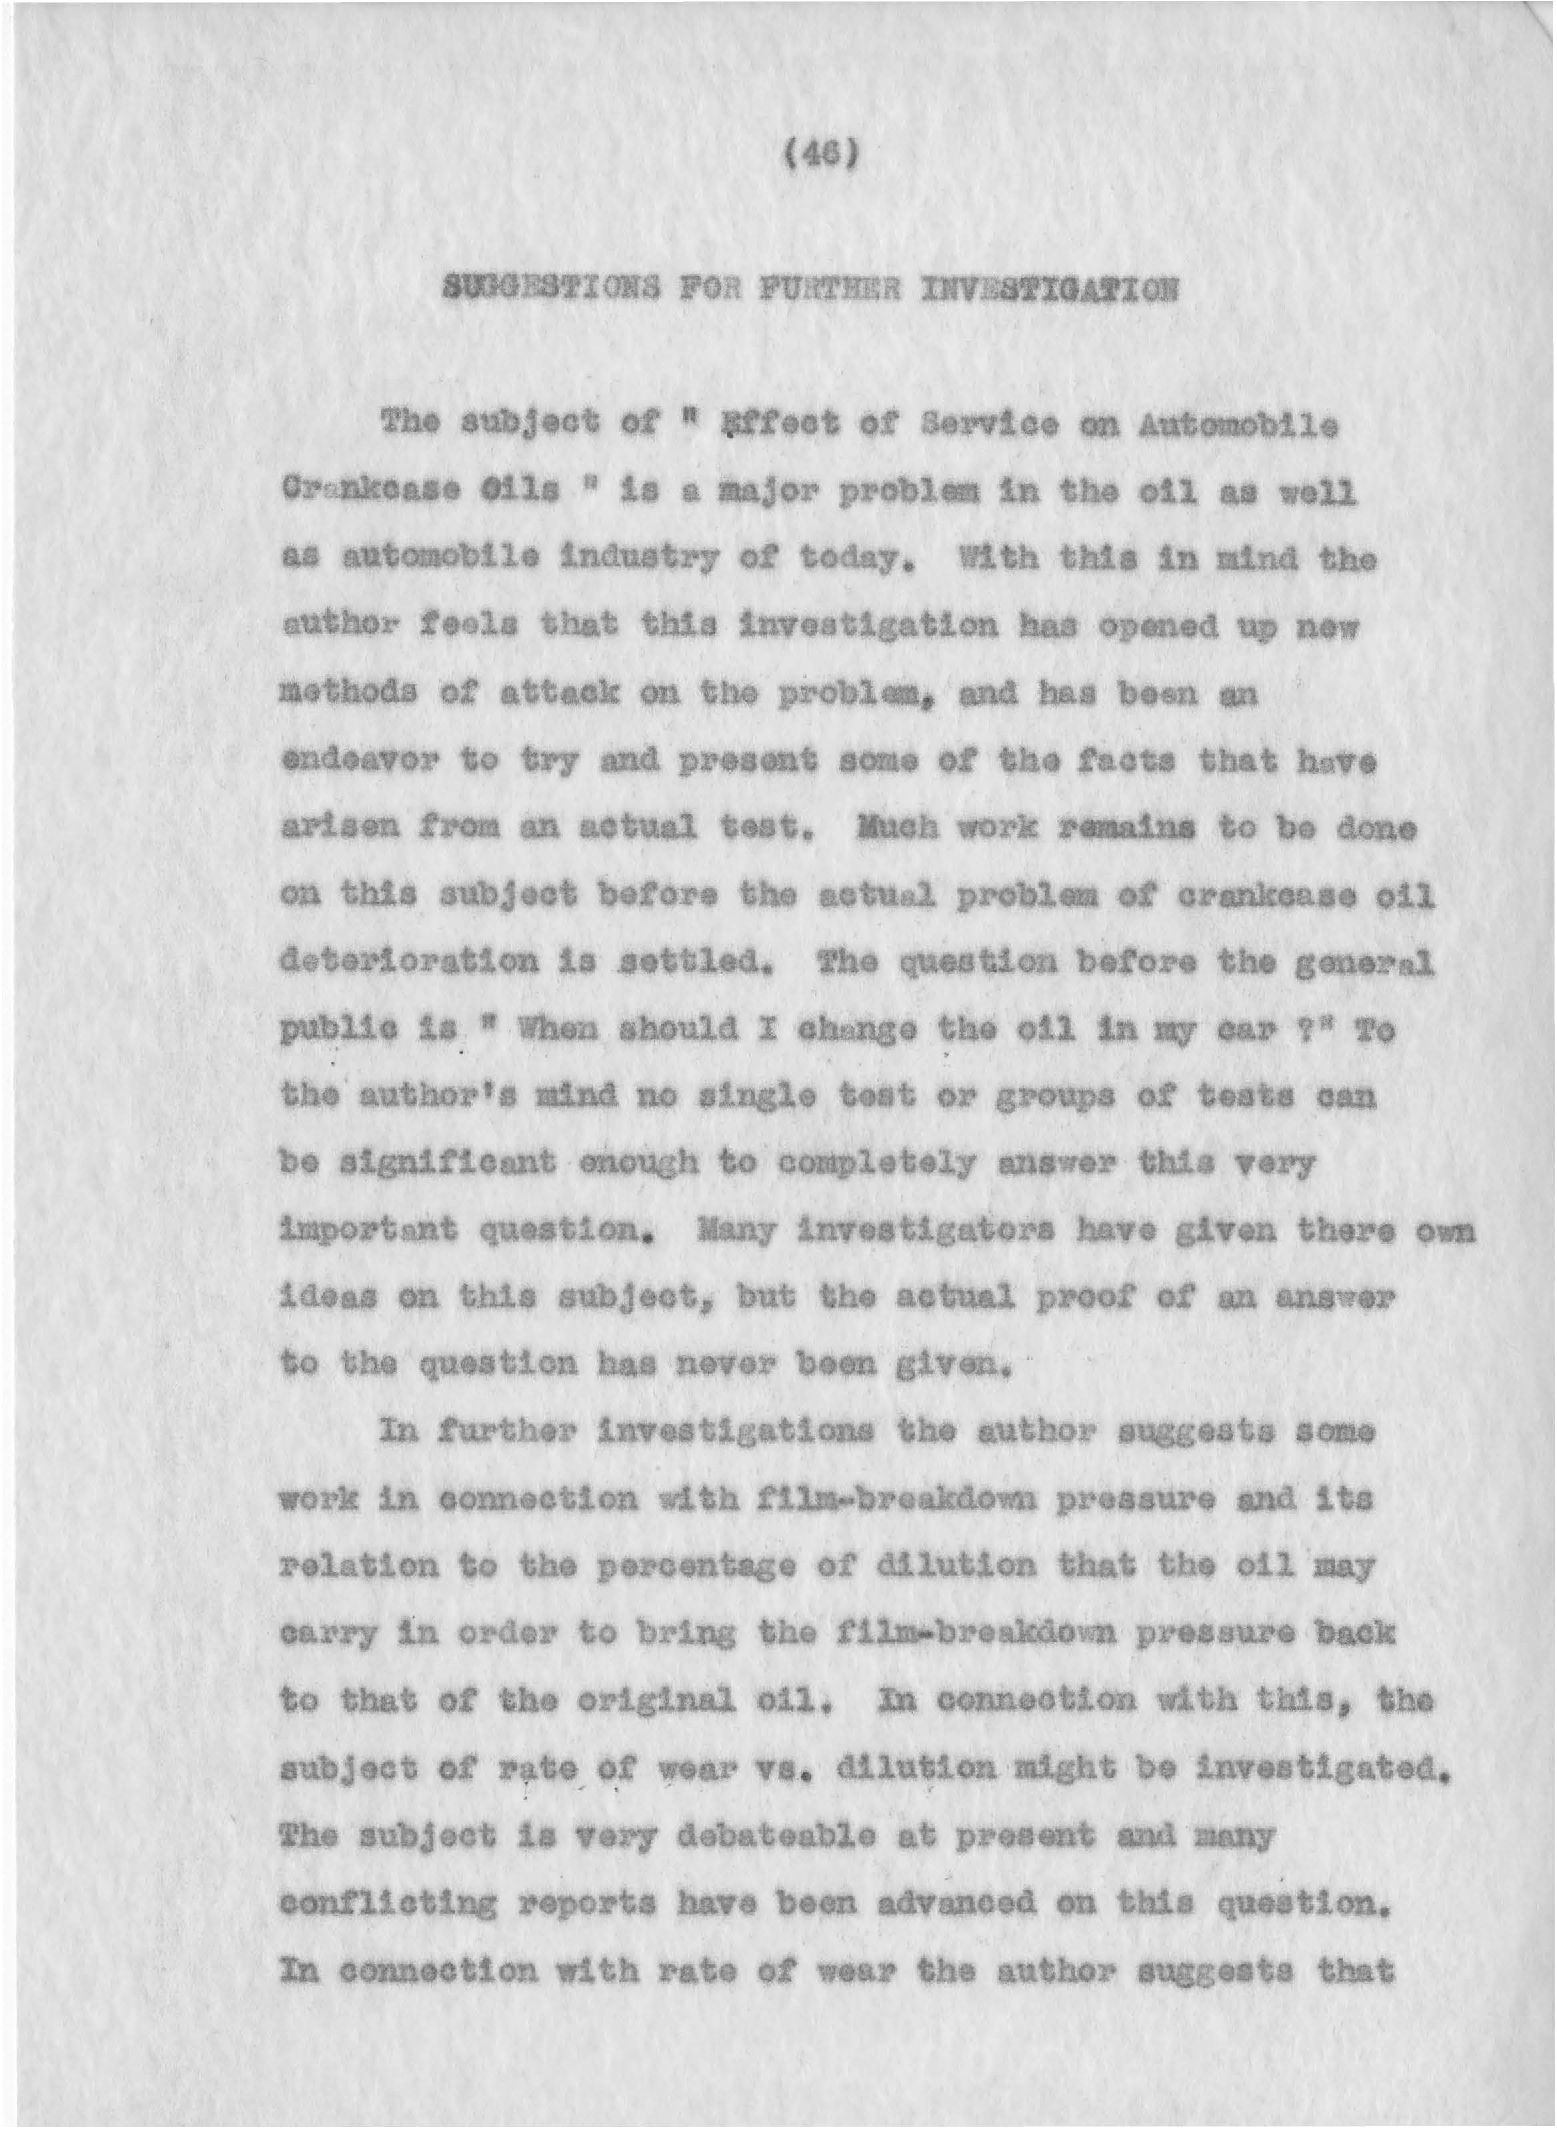 (46)
SUGGESTIONS FOR FURTHER INVESTIGATION
The subject of " Effect of Service on Automobile
Crankcase Oils " is a major problem in the oil as well
as automobile industry of today. With this in mind the
author feels that this investigation has opened up new
methods of attack on the problem, and has been an
endeavor to try and present some of the facts that have
arisen from an actual test. Much work remains to be done
on this subject before the actual problem of crankcase oil
deterioration is settled. The question before the general
public is " When should I change the oil in my car ?" To
the author's mind no single test or groups of tests can
be significant enough to completely answer this very
important question. Many investigators have given there own
ideas on this subject, but the actual proof of an answer
to the question has never been given.
In further investigations the author suggests some
work in connection with film-breakdown pressure and its
relation to the percentage of dilution that the oil may
carry in order to bring the film-breakdown pressure back
to that of the original oil. In connection with this, the
subject of rate of wear vs. dilution might be investigated.
The subject is very debateable at present and many
conflicting reports have been advanced on this question.
In connection with rate of wear the author suggests that